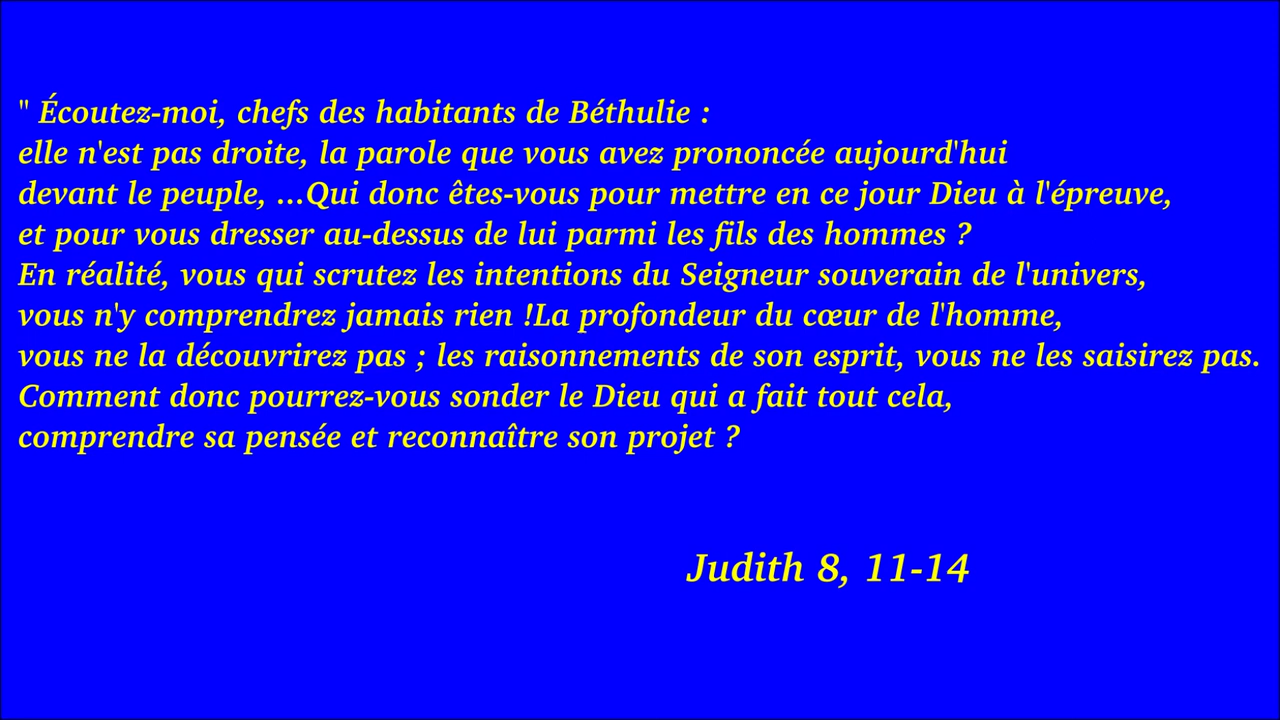 " Écoutez-moi, chefs des habitants de Béthulie :
elle n'est pas droite, la parole que vous avez prononcée aujourd'hui
devant le peuple, ...Qui donc êtes-vous pour mettre en ce jour Dieu à l'épreuve,
et pour vous dresser au-dessus de lui parmi les fils des hommes ?
En réalité, vous qui scrutez les intentions du Seigneur souverain de l'univers,
vous n'y comprendrez jamais rien !La profondeur du cœur de l'homme,
vous ne la découvrirez pas ; les raisonnements de son esprit, vous ne les saisirez pas.
Comment donc pourrez-vous sonder le Dieu qui a fait tout cela,
comprendre sa pensée et reconnaître son projet ?
Judith 8, 11-14